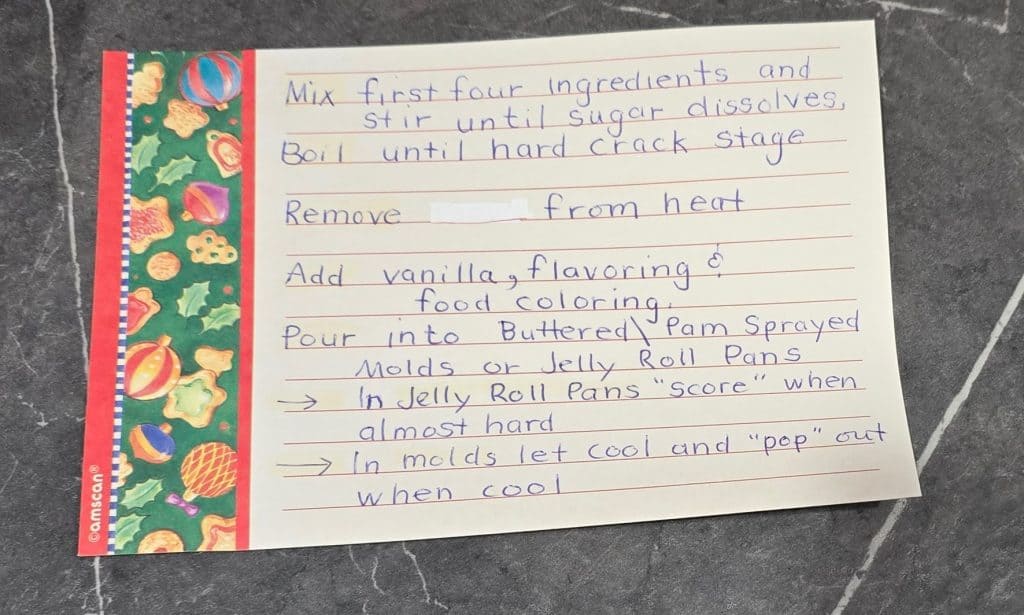 Mix first four Ingredients and
stir until sugar dissolves.
Boil until hard crack stage
Remove from heat
Add vanilla, flavoring &
food coloring.
Pour into Buttered\ Pam Sprayed
Molds or Jelly Roll Pans
→ In Jelly Roll Pans "score" when
almost hard
→ In molds let cool and "pop" out
when cool
©amscan®